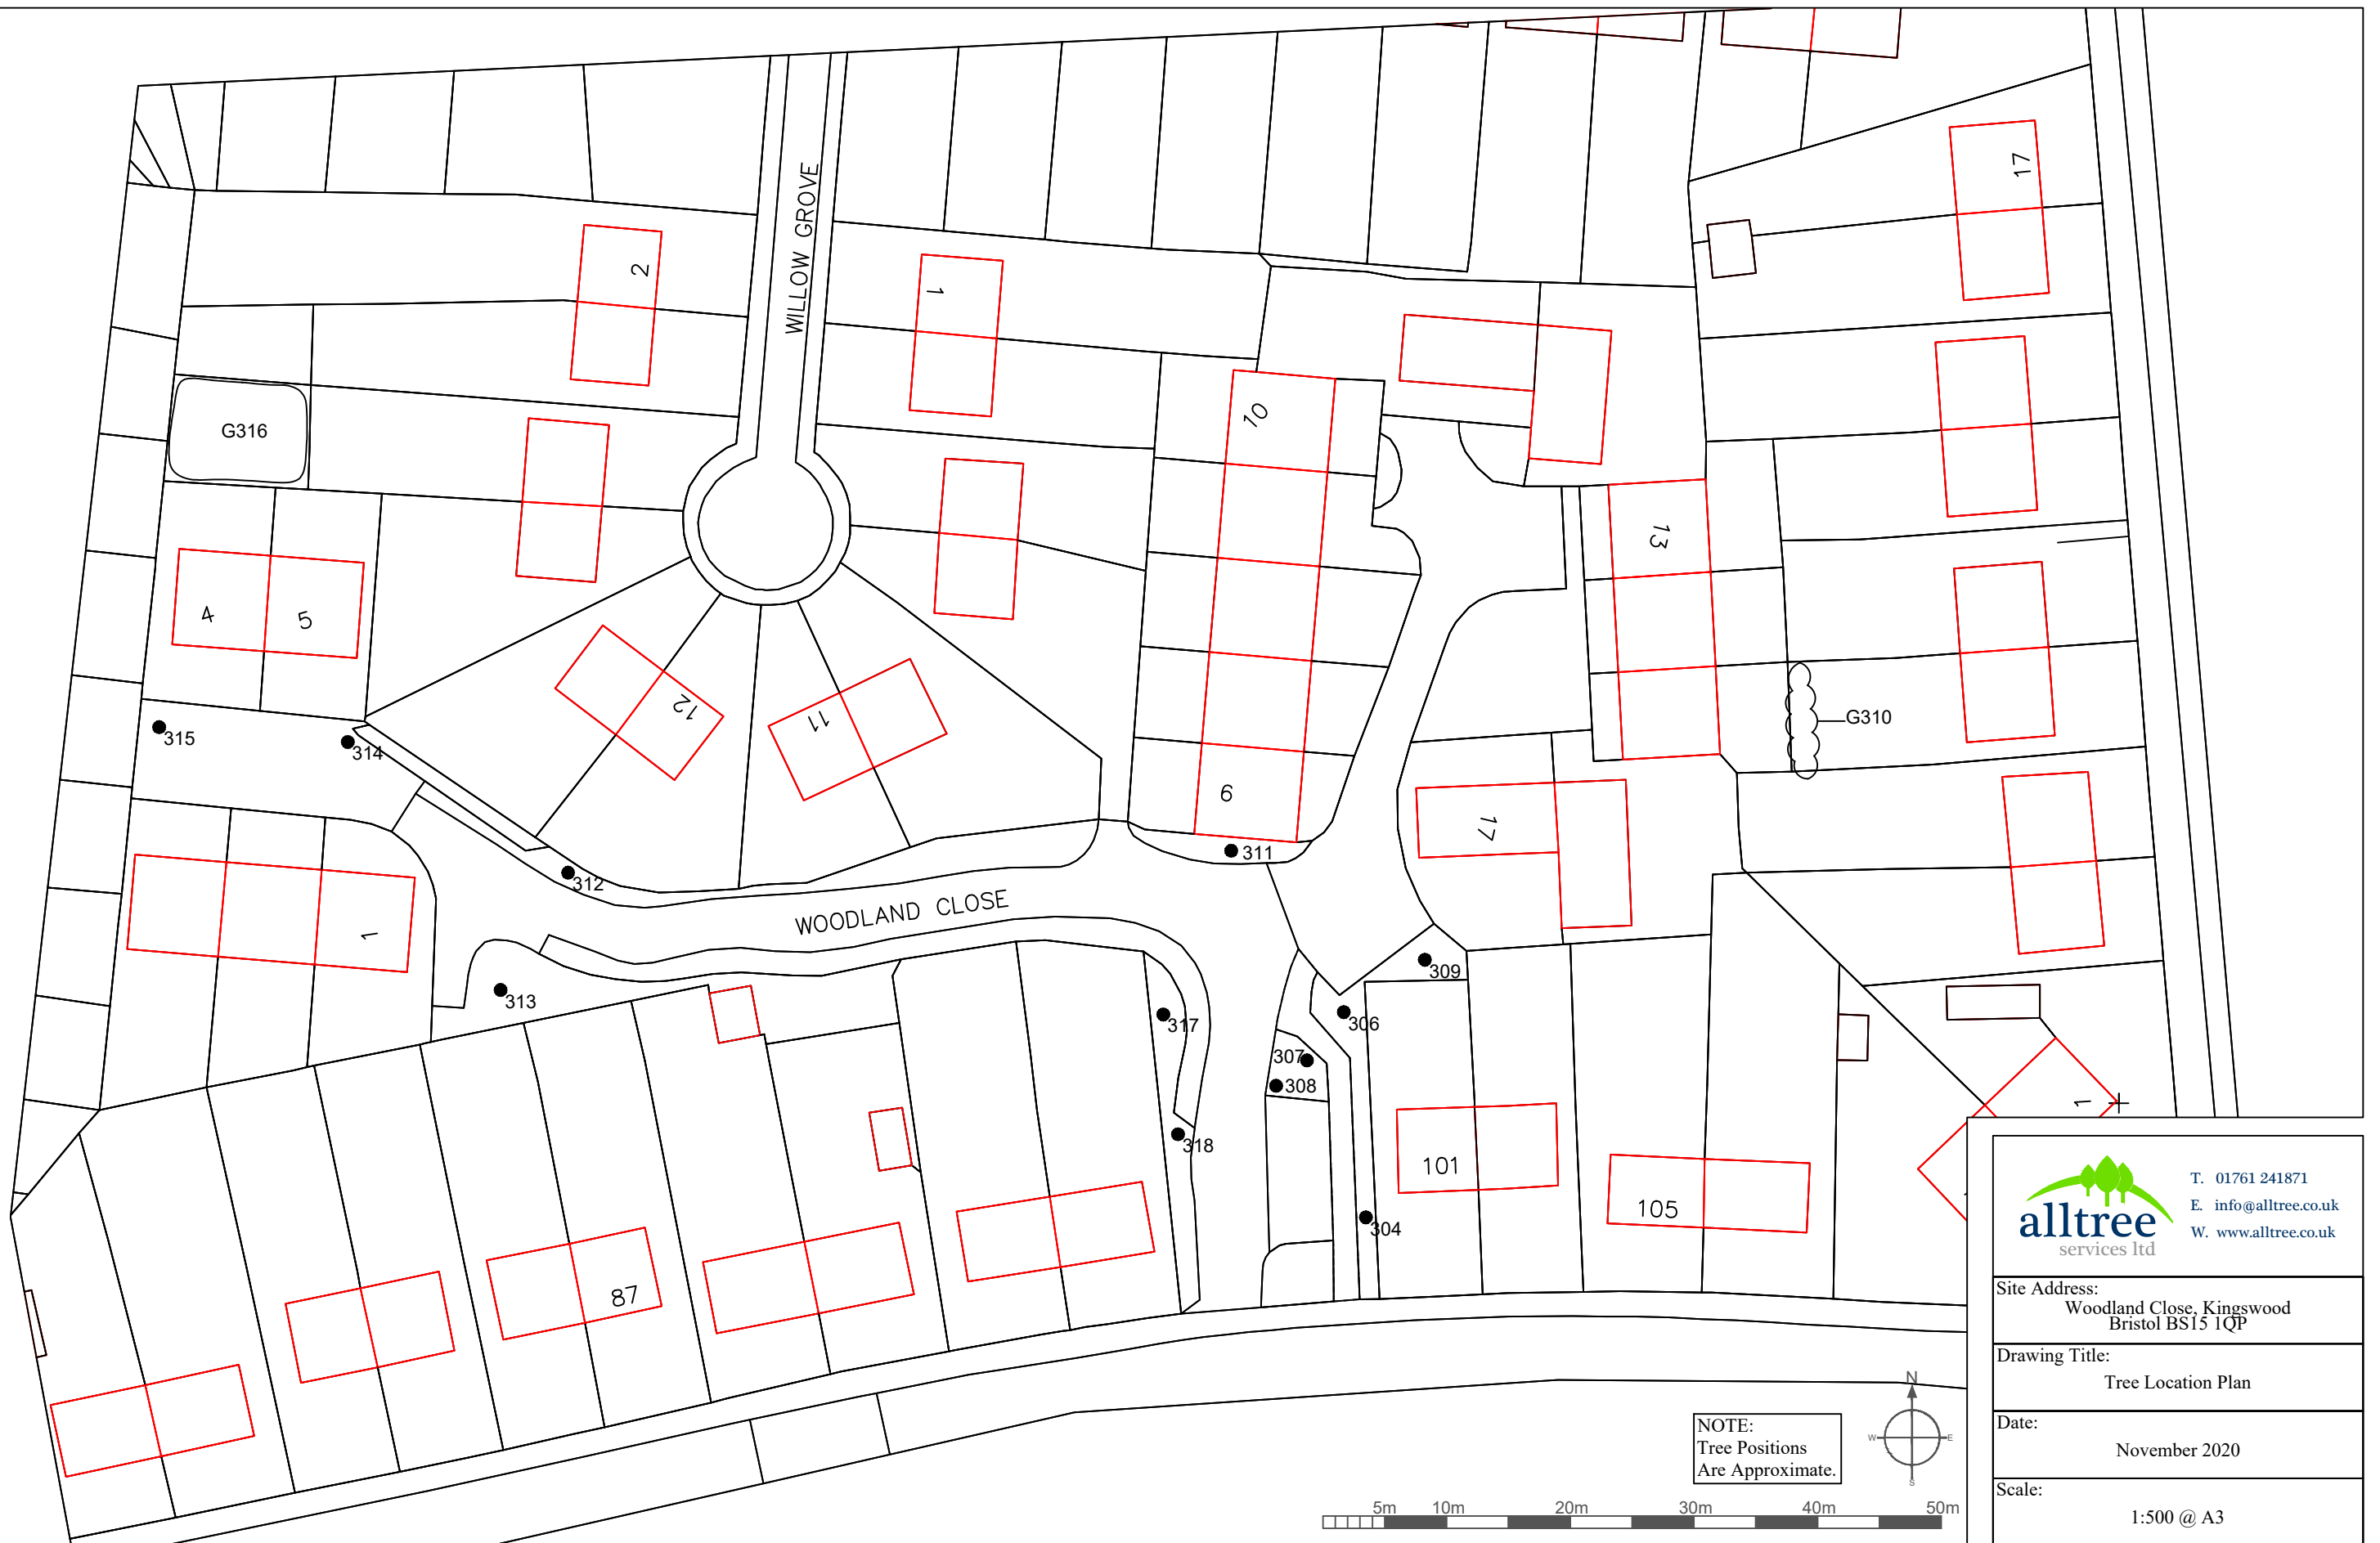 WILLOW GROVE
17
2
1
10
G316
13
4
5
12
11
G310
315
314
6
17
311
312
WOODLAND CLOSE
1
309
313
317
306
307
308
1
318
101
105
304
87
alltree
services ltd
T. 01761 241871
E. info@alltree.co.uk
W. www.alltree.co.uk
Site Address:
Woodland Close, Kingswood
Bristol BS15 1QP
Drawing Title:
Tree Location Plan
Date:
November 2020
Scale:
1:500 @ A3
NOTE:
Tree Positions
Are Approximate.
N
W E
S
5m 10m 20m 30m 40m 50m